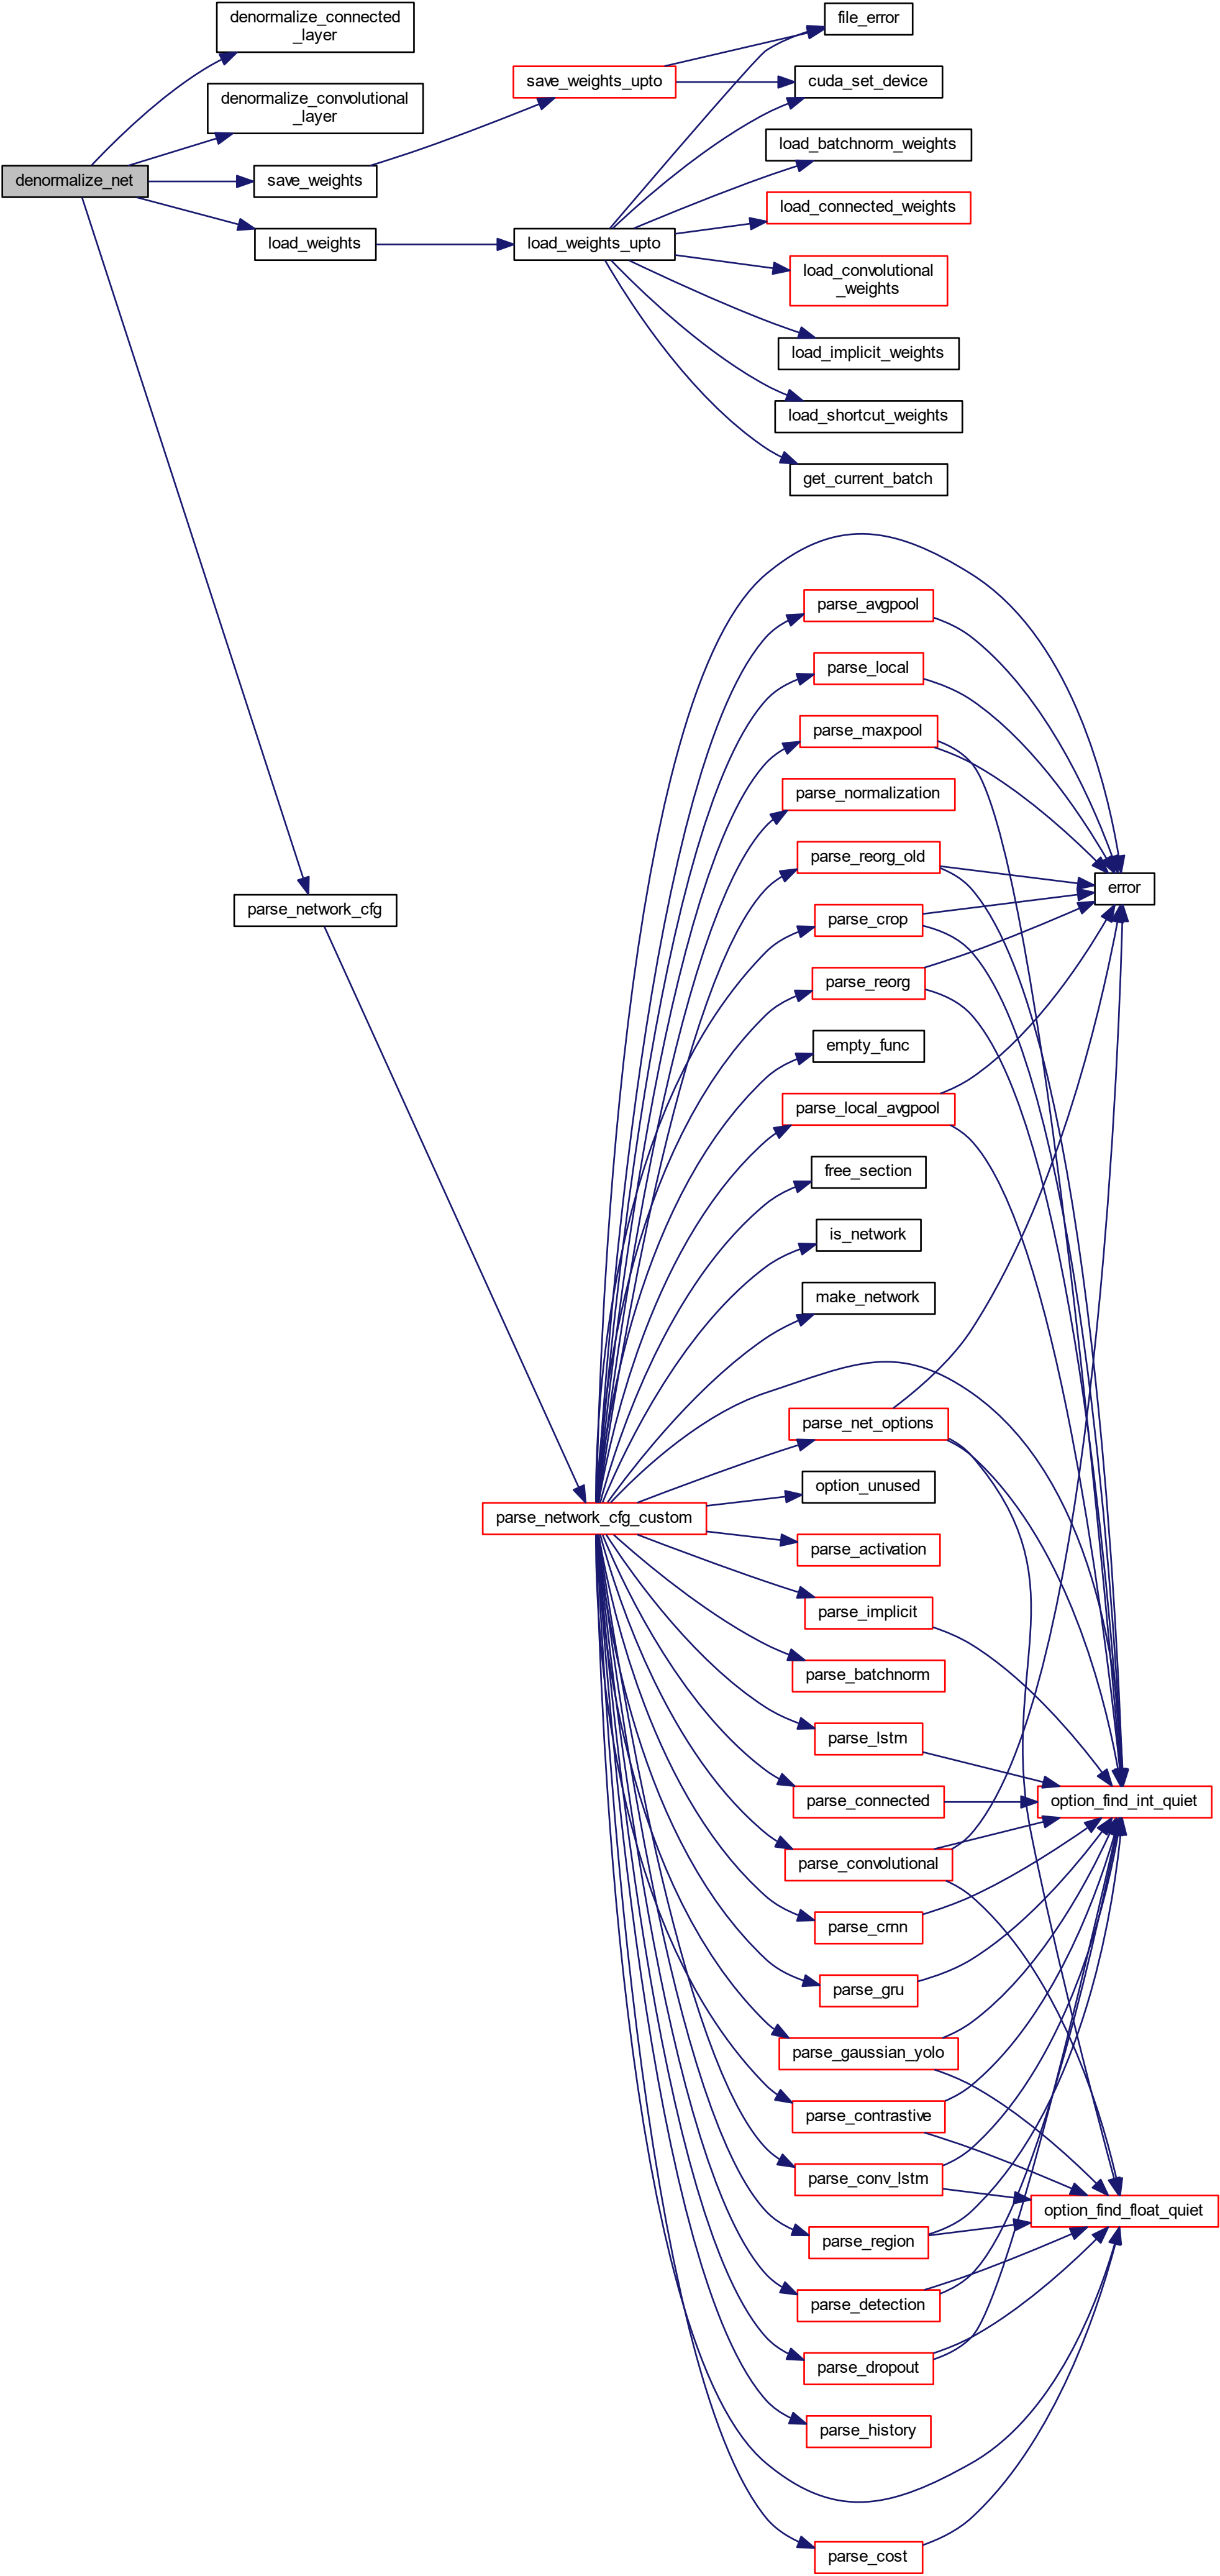 denormalize_connected
_layer
file_error
save_weights_upto
cuda_set_device
denormalize_convolutional
_layer
load_batchnorm_weights
denormalize_net
save_weights
load_connected_weights
load_weights
load_weights_upto
load_convolutional
_weights
load_implicit_weights
load_shortcut_weights
get_current_batch
parse_avgpool
parse_local
parse_maxpool
parse_normalization
parse_reorg_old
error
parse_network_cfg
parse_crop
parse_reorg
empty_func
parse_local_avgpool
free_section
is_network
make_network
parse_net_options
option_unused
parse_network_cfg_custom
parse_activation
parse_implicit
parse_batchnorm
parse_lstm
parse_connected
option_find_int_quiet
parse_convolutional
parse_crnn
parse_gru
parse_gaussian_yolo
parse_contrastive
parse_conv_lstm
option_find_float_quiet
parse_region
parse_detection
parse_dropout
parse_history
parse_cost